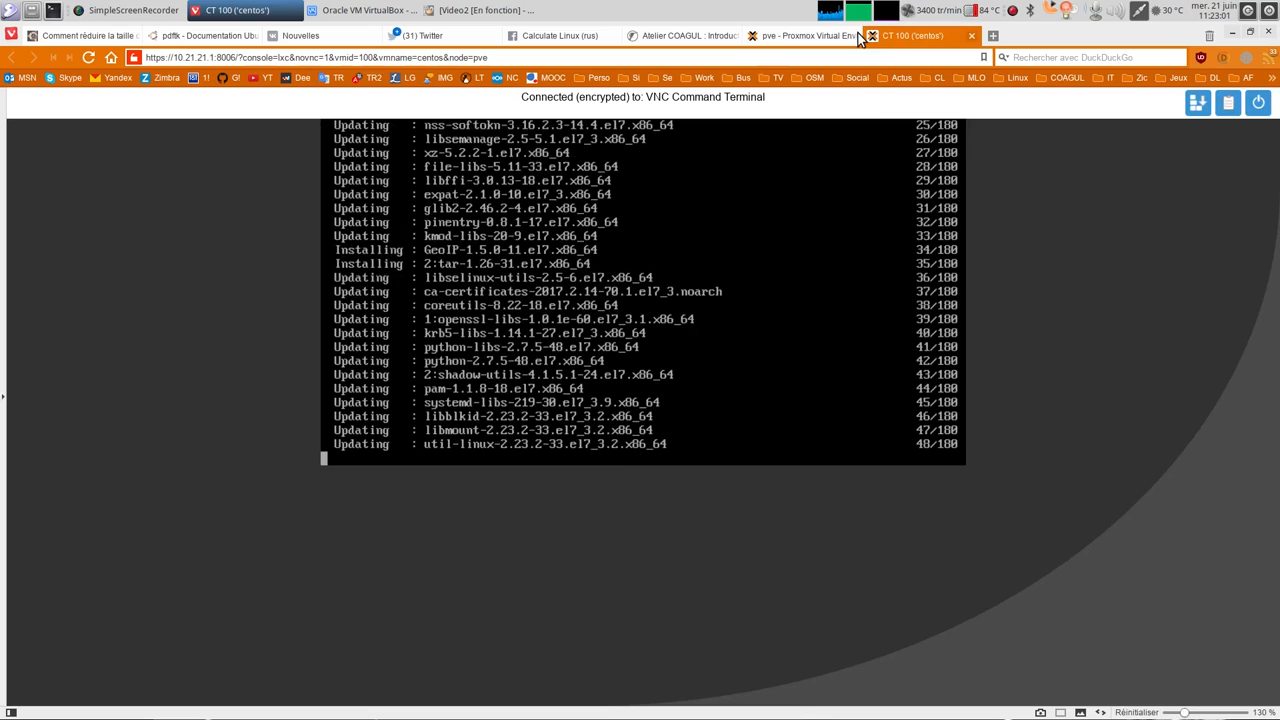 SimpleScreenRecorder CT 100 ('centos') Oracle VM VirtualBox -... [Video2 [En fonction] -... 3400 tr/min 84 °C 30 °C mer. 21 juin 11:23:01
Comment réduire la taille pdftk - Documentation Ubu Nouvelles (31) Twitter Calculate Linux (rus) Atelier COAGUL : Introduc pve - Proxmox Virtual Env CT 100 ('centos')
https://10.21.21.1:8006/?console=lxc&novnc=1&vmid=100&vmname=centos&node=pve Rechercher avec DuckDuckGo 33
MSN Skype Yandex Zimbra 1! G! YT Dee TR TR2 LG IMG LT NC MOOC Perso Si Se Work Bus TV OSM Social Actus CL MLO Linux COAGUL IT Zic Jeux DL AF
Connected (encrypted) to: VNC Command Terminal
Updating : nss-softokn-3.16.2.3-14.4.el7.x86_64 25/180
Updating : libsemanage-2.5-5.1.el7_3.x86_64 26/180
Updating : xz-5.2.2-1.el7.x86_64 27/180
Updating : file-libs-5.11-33.el7.x86_64 28/180
Updating : libffi-3.0.13-18.el7.x86_64 29/180
Updating : expat-2.1.0-10.el7_3.x86_64 30/180
Updating : glib2-2.46.2-4.el7.x86_64 31/180
Updating : pinentry-0.8.1-17.el7.x86_64 32/180
Updating : kmod-libs-20-9.el7.x86_64 33/180
Installing : GeoIP-1.5.0-11.el7.x86_64 34/180
Installing : 2:tar-1.26-31.el7.x86_64 35/180
Updating : libselinux-utils-2.5-6.el7.x86_64 36/180
Updating : ca-certificates-2017.2.14-70.1.el7_3.noarch 37/180
Updating : coreutils-8.22-18.el7.x86_64 38/180
Updating : 1:openssl-libs-1.0.1e-60.el7_3.1.x86_64 39/180
Updating : krb5-libs-1.14.1-27.el7_3.x86_64 40/180
Updating : python-libs-2.7.5-48.el7.x86_64 41/180
Updating : python-2.7.5-48.el7.x86_64 42/180
Updating : 2:shadow-utils-4.1.5.1-24.el7.x86_64 43/180
Updating : pam-1.1.8-18.el7.x86_64 44/180
Updating : systemd-libs-219-30.el7_3.9.x86_64 45/180
Updating : libblkid-2.23.2-33.el7_3.2.x86_64 46/180
Updating : libmount-2.23.2-33.el7_3.2.x86_64 47/180
Updating : util-linux-2.23.2-33.el7_3.2.x86_64 48/180
Réinitialiser 130 %